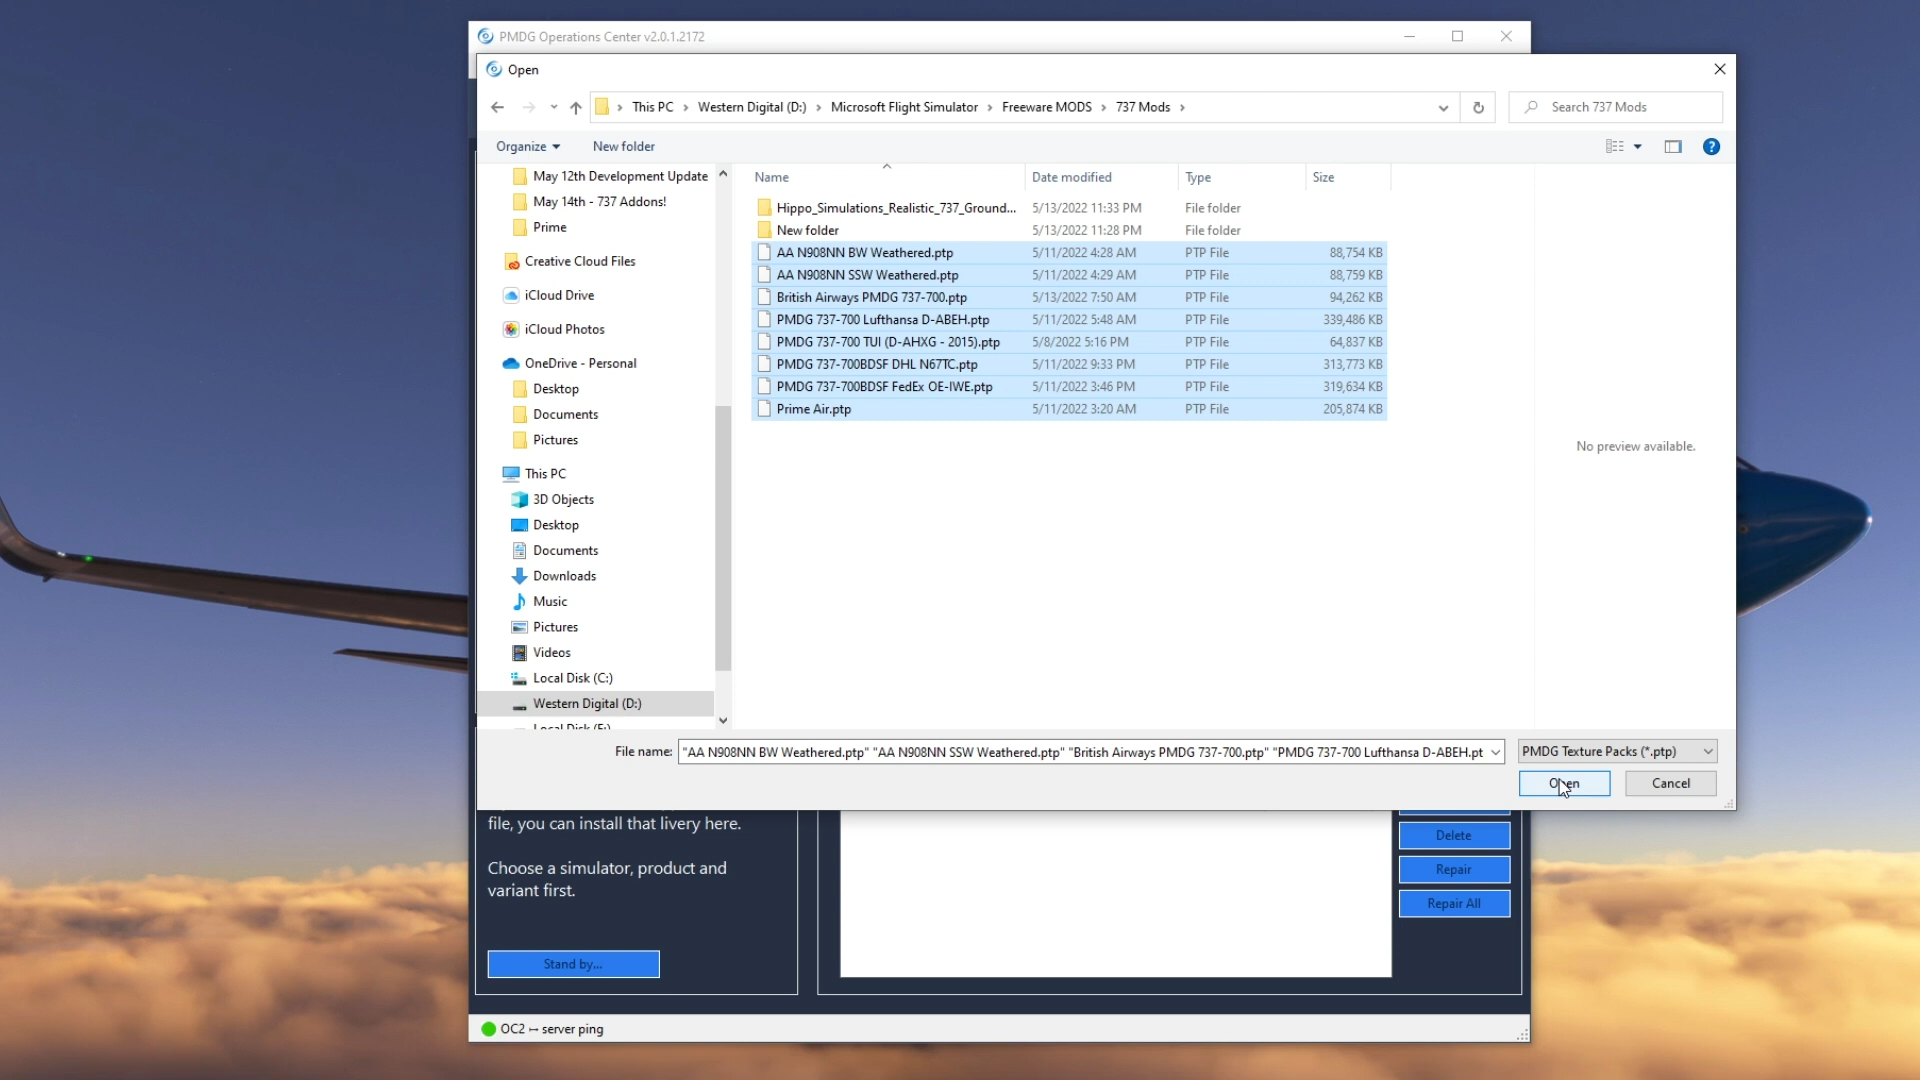 PMDG Operations Center v2.0.1.2172
Open
This PC > Western Digital (D:) > Microsoft Flight Simulator > Freeware MODS > 737 Mods >
Search 737 Mods
Organize
New folder
May 12th Development Update
May 14th - 737 Addons!
Prime
Creative Cloud Files
iCloud Drive
iCloud Photos
OneDrive - Personal
Desktop
Documents
Pictures
This PC
3D Objects
Desktop
Documents
Downloads
Music
Pictures
Videos
Local Disk (C:)
Western Digital (D:)
Name Date modified Type Size
Hippo_Simulations_Realistic_737_Ground... 5/13/2022 11:33 PM File folder
New folder 5/13/2022 11:28 PM File folder
AA N908NN BW Weathered.ptp 5/11/2022 4:28 AM PTP File 88,754 KB
AA N908NN SSW Weathered.ptp 5/11/2022 4:29 AM PTP File 88,759 KB
British Airways PMDG 737-700.ptp 5/13/2022 7:50 AM PTP File 94,262 KB
PMDG 737-700 Lufthansa D-ABEH.ptp 5/11/2022 5:48 AM PTP File 339,486 KB
PMDG 737-700 TUI (D-AHXG - 2015).ptp 5/8/2022 5:16 PM PTP File 64,837 KB
PMDG 737-700BDSF DHL N67TC.ptp 5/11/2022 9:33 PM PTP File 313,773 KB
PMDG 737-700BDSF FedEx OE-IWE.ptp 5/11/2022 3:46 PM PTP File 319,634 KB
Prime Air.ptp 5/11/2022 3:20 AM PTP File 205,874 KB
No preview available.
File name: "AA N908NN BW Weathered.ptp" "AA N908NN SSW Weathered.ptp" "British Airways PMDG 737-700.ptp" "PMDG 737-700 Lufthansa D-ABEH.pt
PMDG Texture Packs (*.ptp)
Open
Cancel
file, you can install that livery here.
Choose a simulator, product and
variant first.
Stand by...
Delete
Repair
Repair All
OC2 ↔ server ping